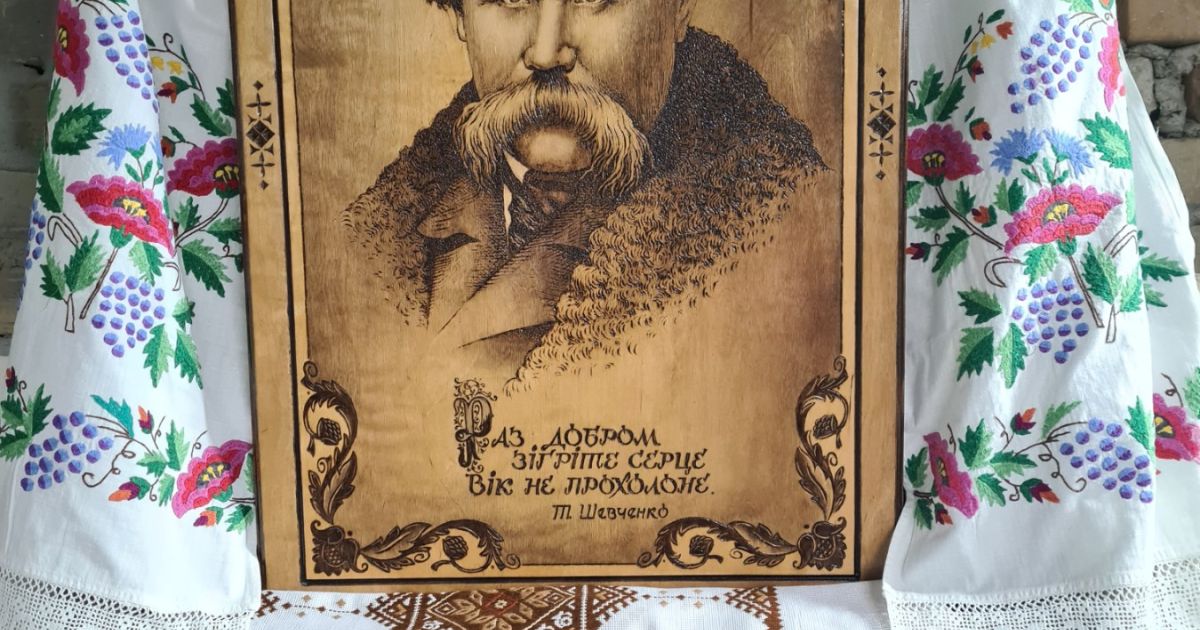 Раз добром
зігріте серце
Вік не прохолоне.
Т. Шевченко